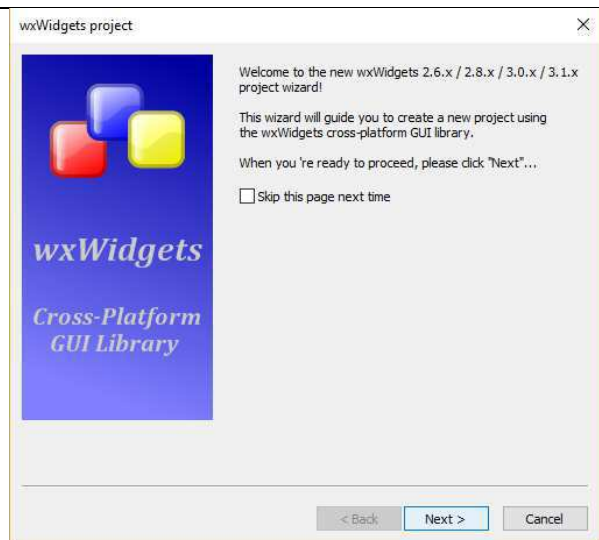 wxWidgets project
Welcome to the new wxWidgets 2.6.x / 2.8.x / 3.0.x / 3.1.x
project wizard!
This wizard will guide you to create a new project using
the wxWidgets cross-platform GUI library.
When you 're ready to proceed, please click "Next"...
Skip this page next time
wxWidgets
Cross-Platform
GUI Library
< Back Next > Cancel